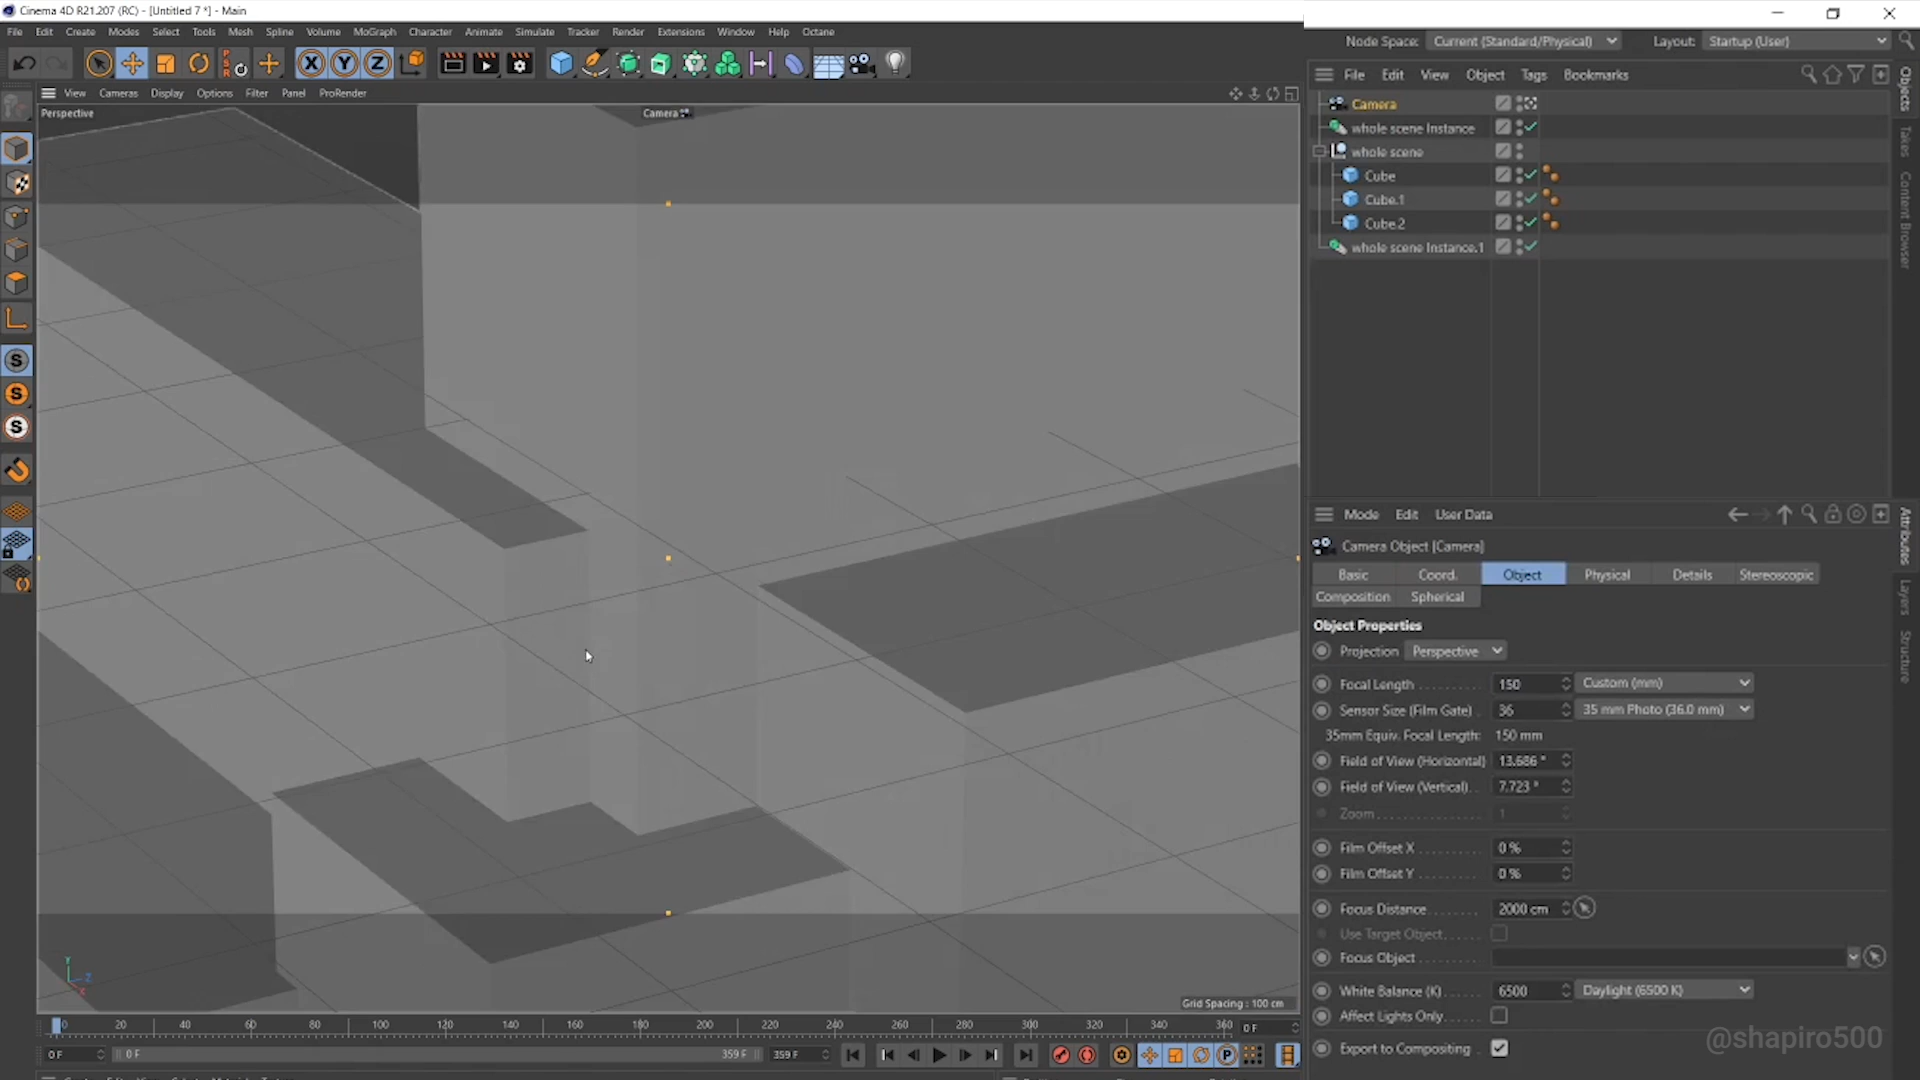 Cinema 4D R21.207 (RC) - [Untitled 7 *] - Main
File Edit Create Modes Select Tools Mesh Spline Volume MoGraph Character Animate Simulate Tracker Render Extensions Window Help Octane
Node Space: Current (Standard/Physical) Layout: Startup (User)
X Y Z
File Edit View Object Tags Bookmarks
View Cameras Display Options Filter Panel ProRender
Perspective
Camera
Camera
whole scene Instance
whole scene
Cube
Cube.1
Cube.2
whole scene Instance.1
Objects
Takes
Content Browser
S
S
S
Mode Edit User Data
Camera Object [Camera]
Basic Coord. Object Physical Details Stereoscopic
Composition Spherical
Object Properties
Projection Perspective
Focal Length 150 Custom (mm)
Sensor Size (Film Gate) 36 35 mm Photo (36.0 mm)
35mm Equiv. Focal Length: 150 mm
Field of View (Horizontal) 13.686 °
Field of View (Vertical) 7.723 °
Zoom 1
Film Offset X 0 %
Film Offset Y 0 %
Focus Distance 2000 cm
Use Target Object
Focus Object
White Balance (K) 6500 Daylight (6500 K)
Affect Lights Only
Export to Compositing
Attributes
Layers
Structure
Y Z X
Grid Spacing : 100 cm
0 20 40 60 80 100 120 140 160 180 200 220 240 260 280 300 320 340 360 0 F
0 F 0 F 359 F 359 F
P
@shapiro500